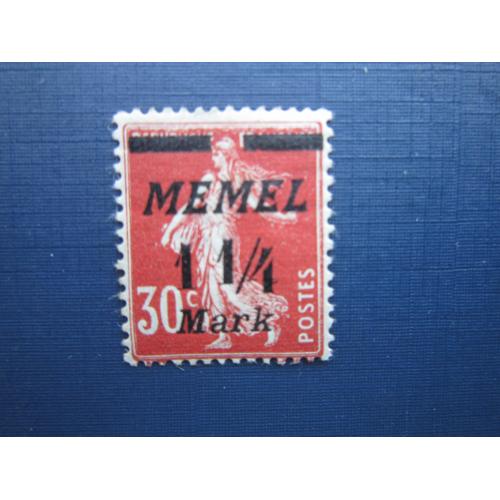 MEMEL
1 1/4
30c Mark
POSTES